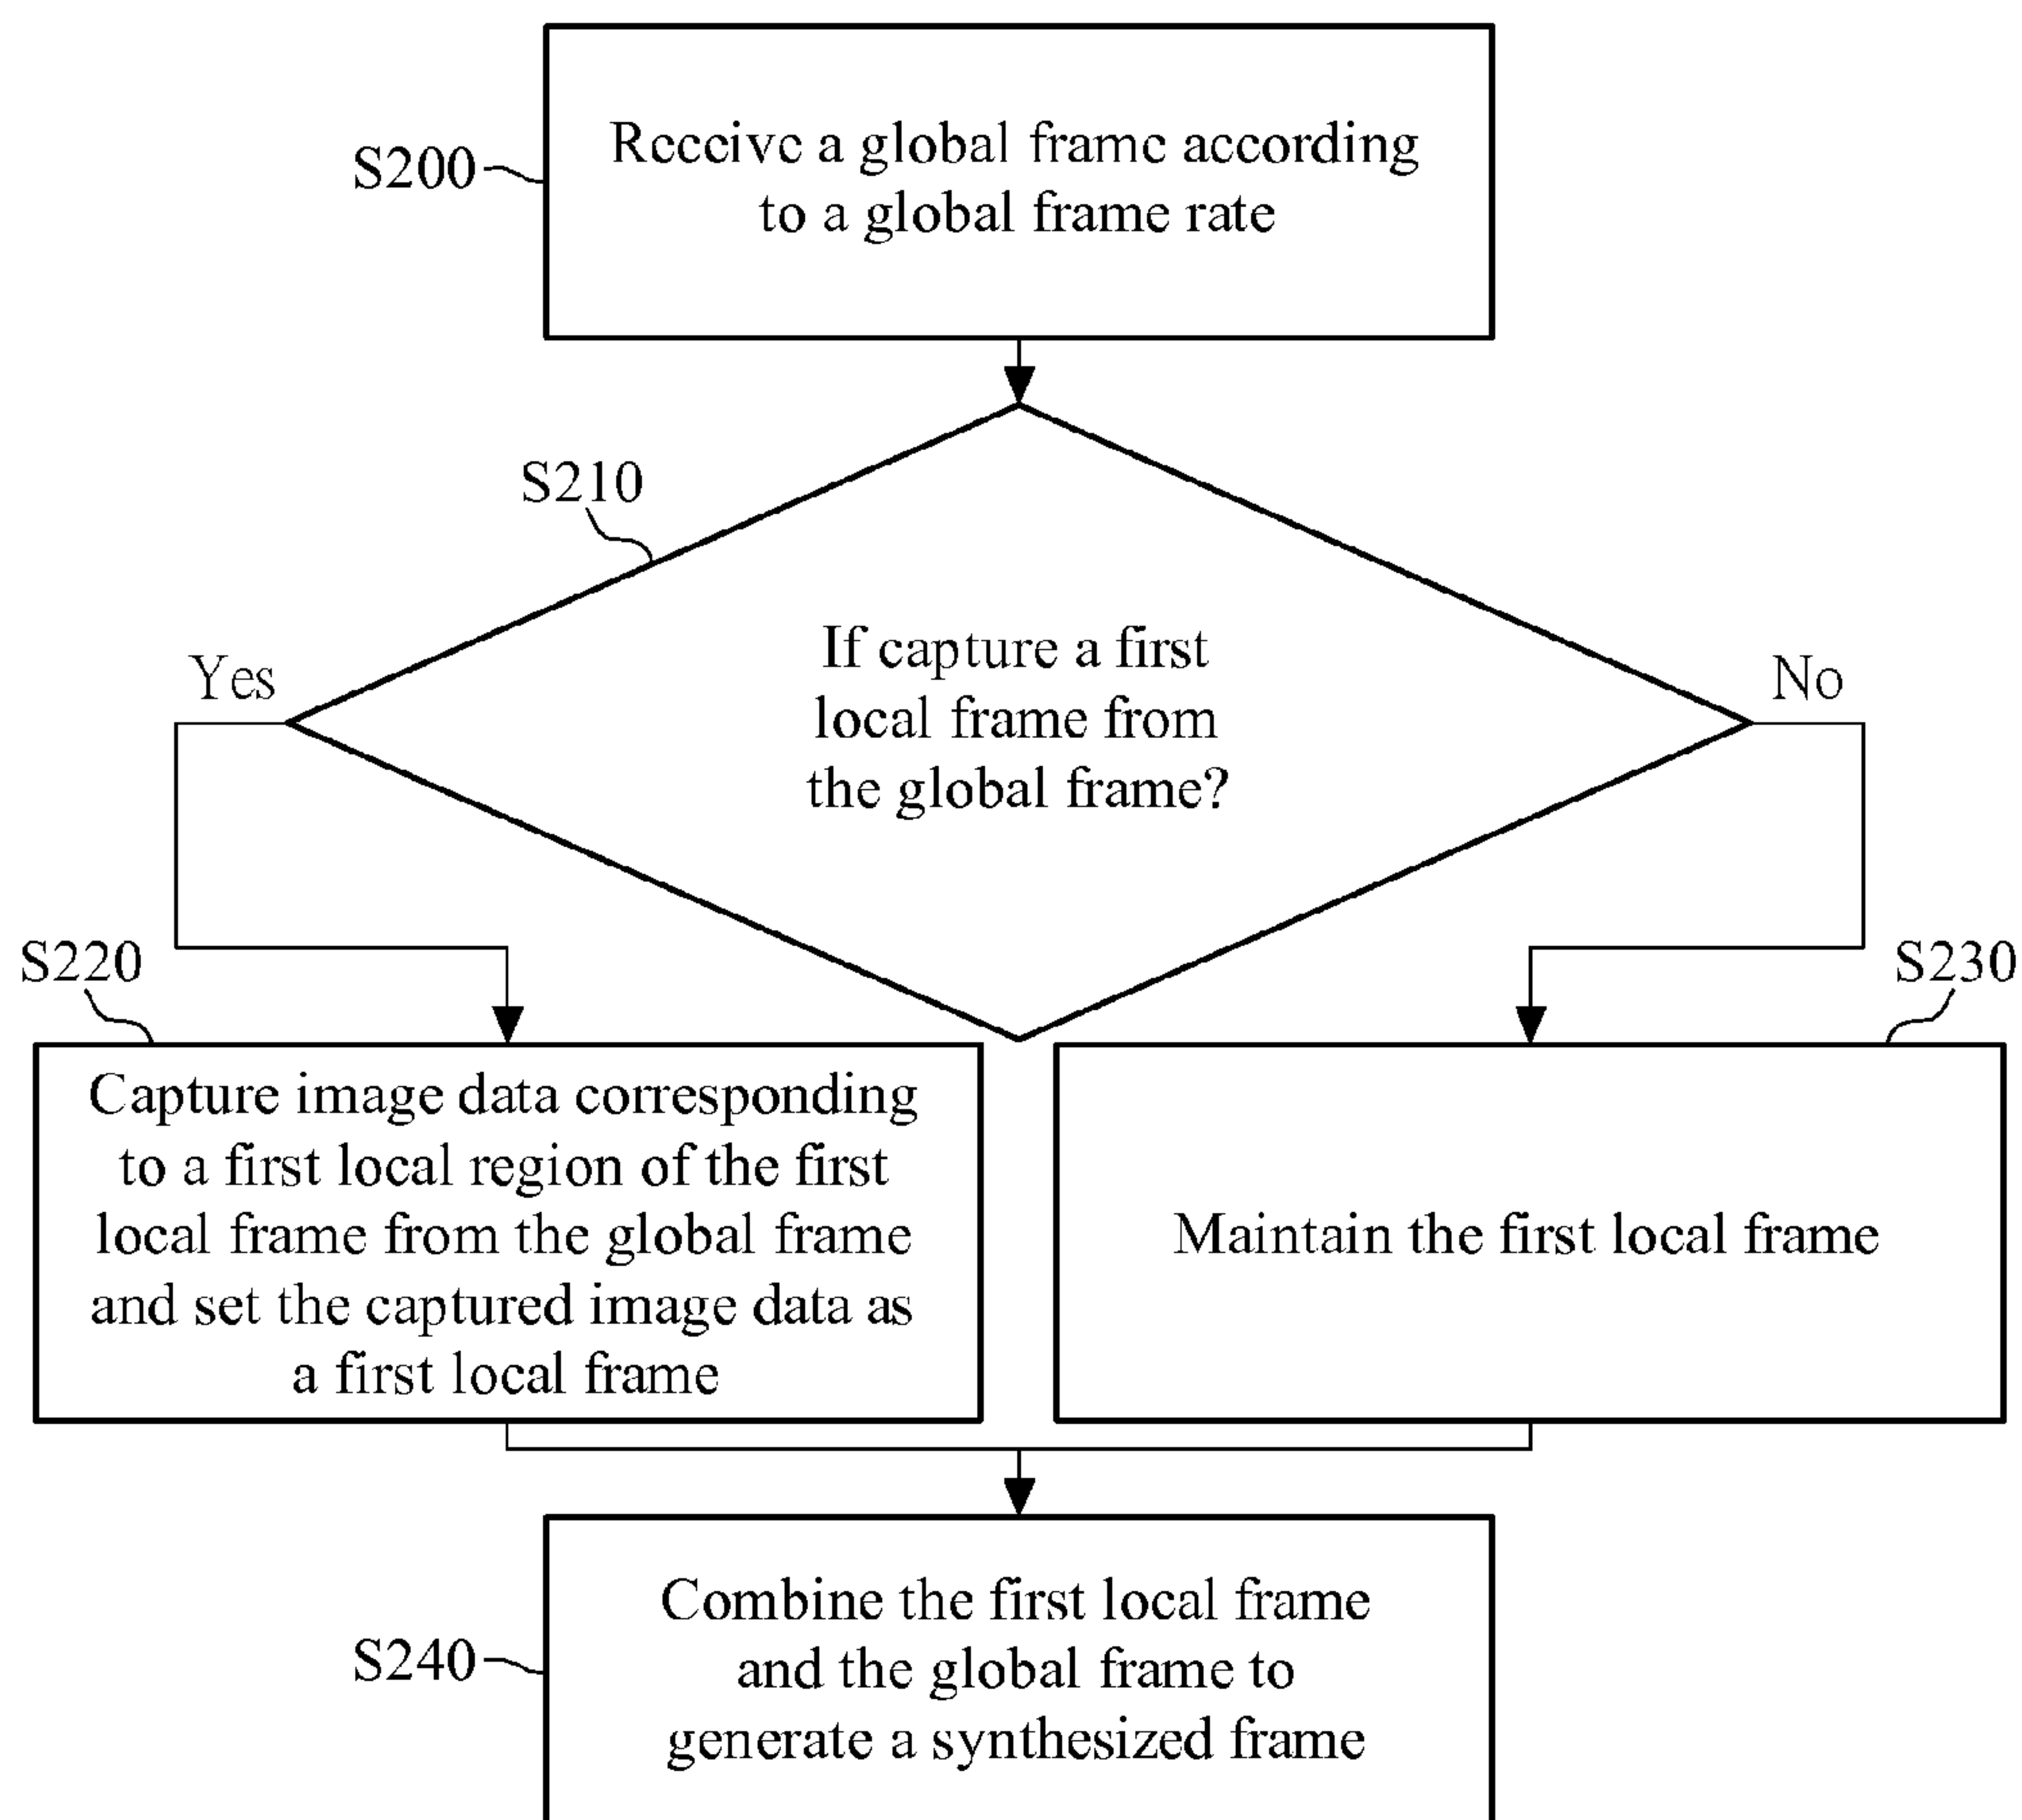 S200
Receive a global frame according
to a global frame rate
S210
If capture a first
local frame from
the global frame?
Yes
No
S220
S230
Capture image data corresponding
to a first local region of the first
local frame from the global frame
and set the captured image data as
a first local frame
Maintain the first local frame
S240
Combine the first local frame
and the global frame to
generate a synthesized frame